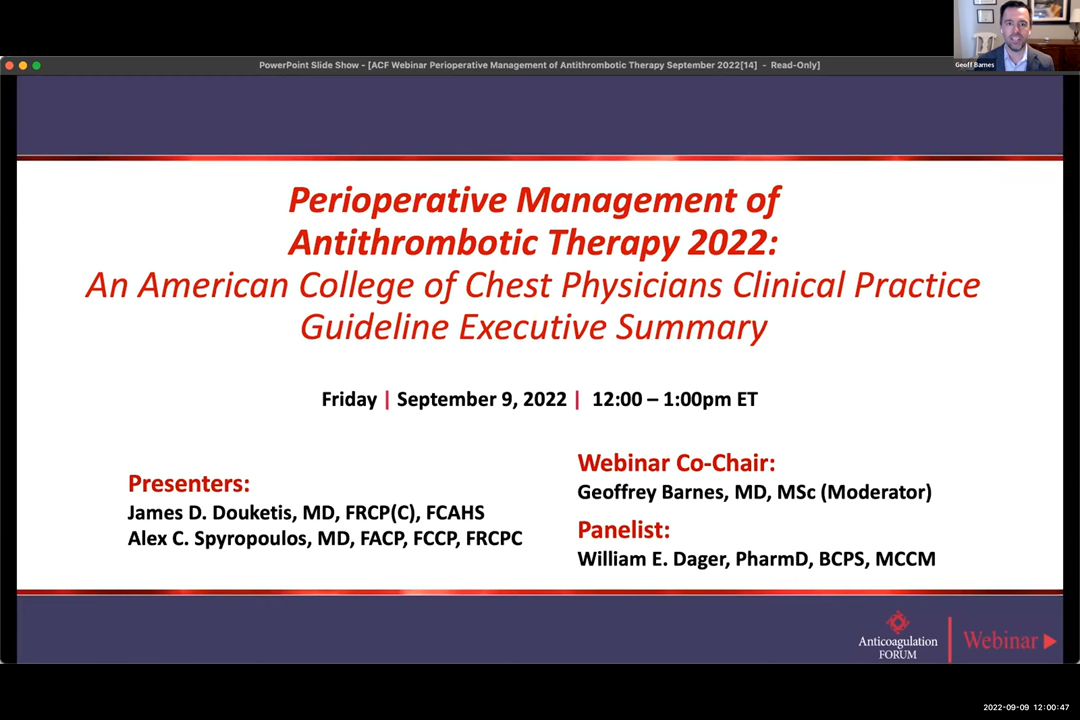 Geoff Barnes
PowerPoint Slide Show - [ACF Webinar Perioperative Management of Antithrombotic Therapy September 2022[14] - Read-Only]
Perioperative Management of
Antithrombotic Therapy 2022:
An American College of Chest Physicians Clinical Practice
Guideline Executive Summary
Friday | September 9, 2022 | 12:00 – 1:00pm ET
Presenters:
James D. Douketis, MD, FRCP(C), FCAHS
Alex C. Spyropoulos, MD, FACP, FCCP, FRCPC
Webinar Co-Chair:
Geoffrey Barnes, MD, MSc (Moderator)
Panelist:
William E. Dager, PharmD, BCPS, MCCM
Anticoagulation
FORUM
Webinar
2022-09-09 12:00:47